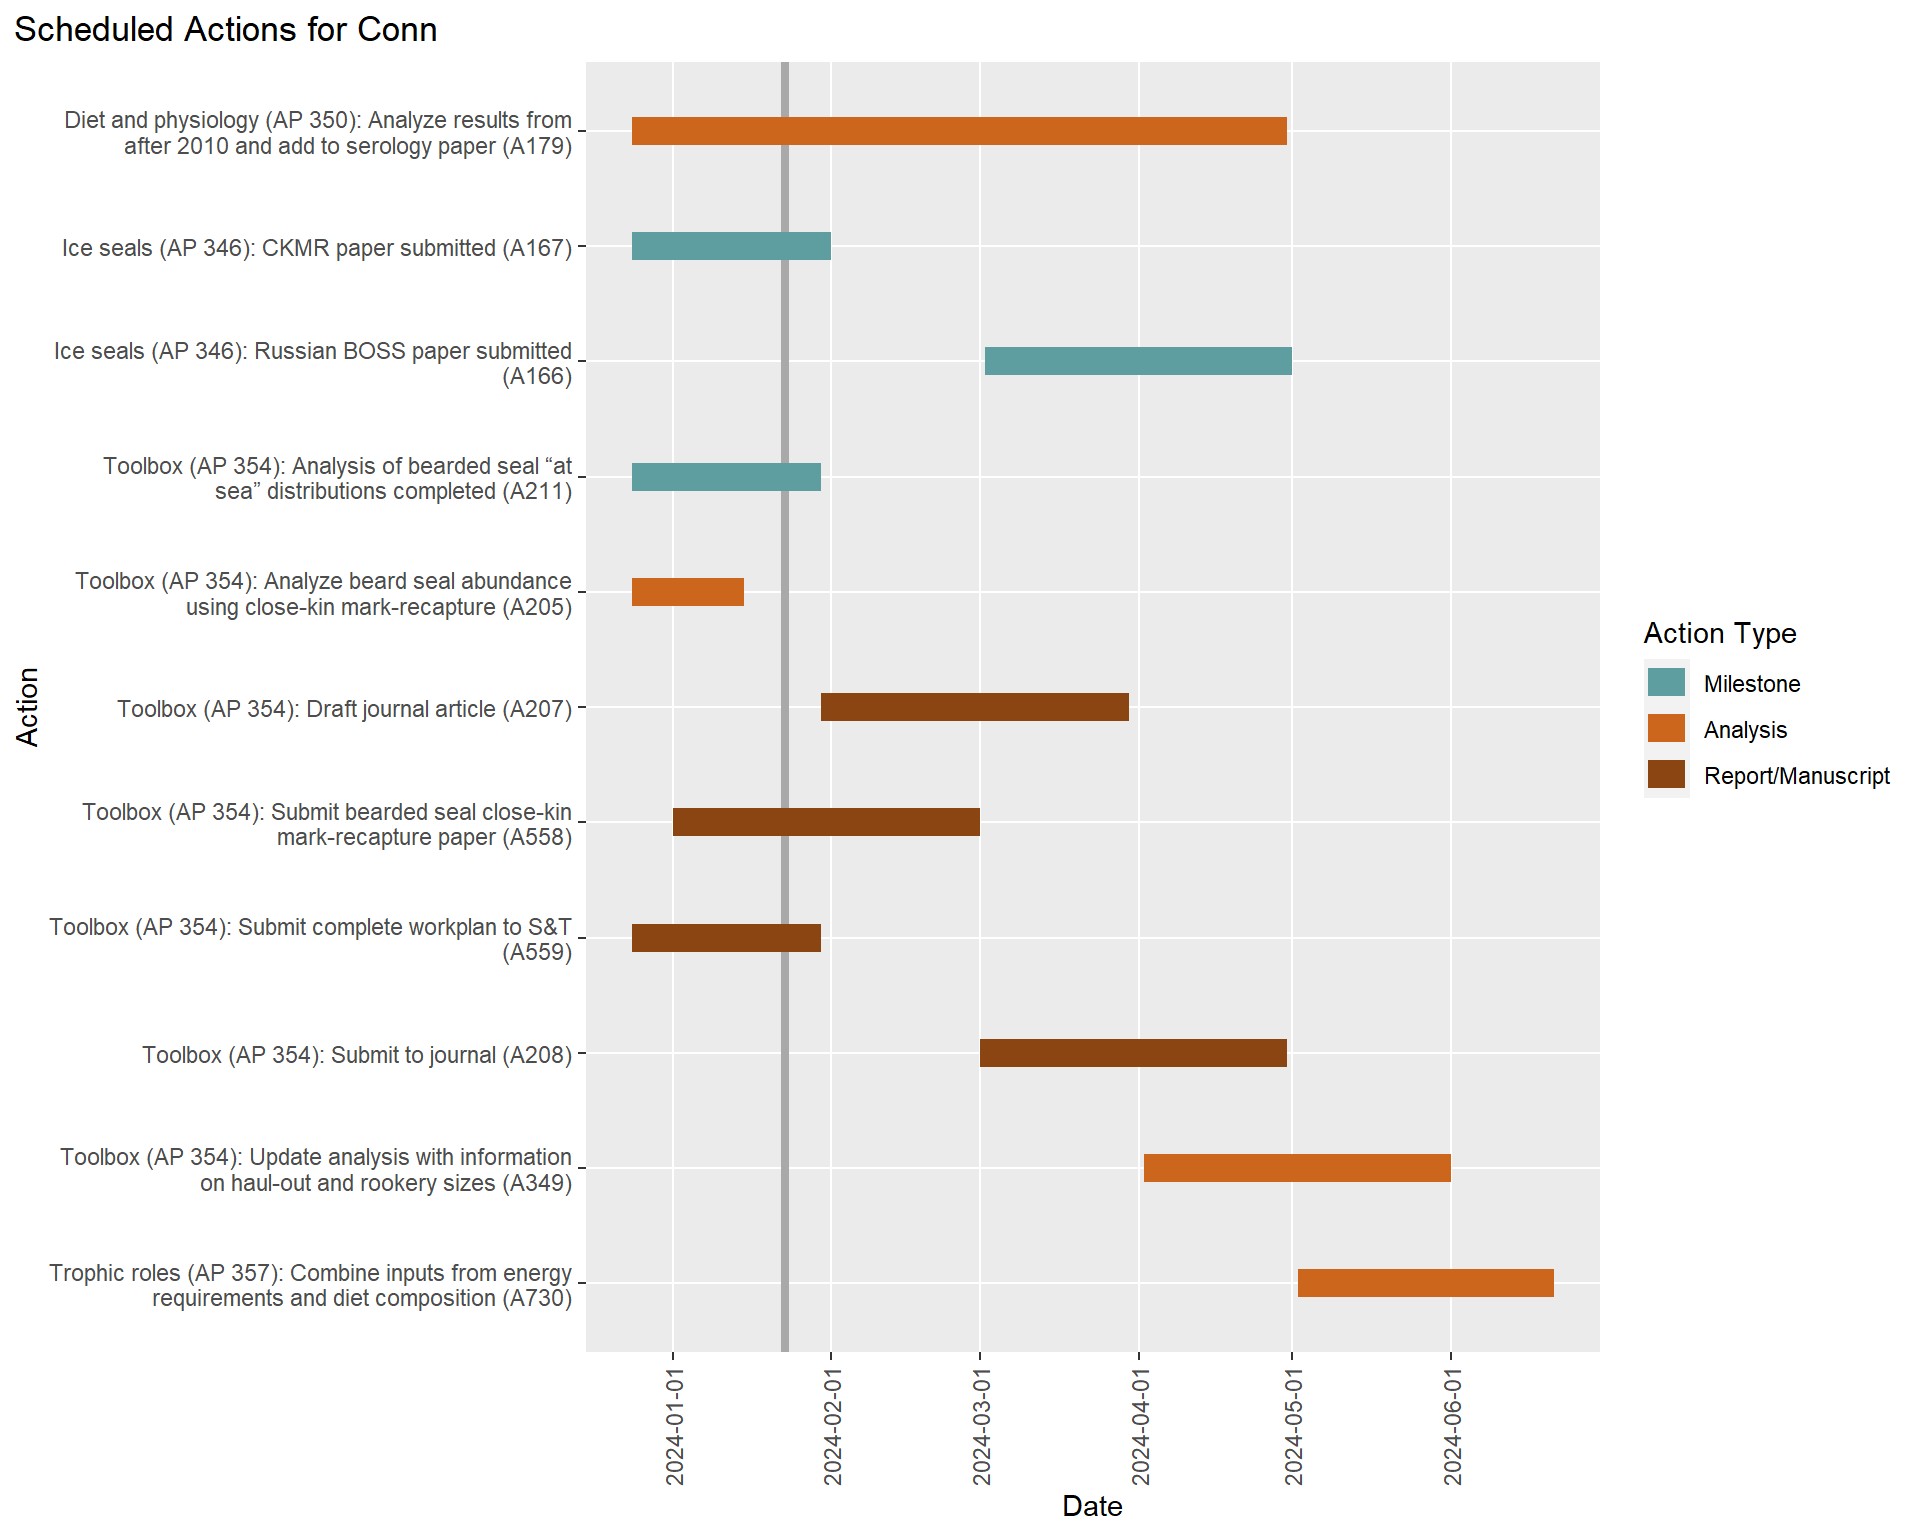 Scheduled Actions for Conn
Diet and physiology (AP 350): Analyze results from
after 2010 and add to serology paper (A179)
Ice seals (AP 346): CKMR paper submitted (A167)
Ice seals (AP 346): Russian BOSS paper submitted
(A166)
Toolbox (AP 354): Analysis of bearded seal “at
sea” distributions completed (A211)
Toolbox (AP 354): Analyze beard seal abundance
using close-kin mark-recapture (A205)
Toolbox (AP 354): Draft journal article (A207)
Toolbox (AP 354): Submit bearded seal close-kin
mark-recapture paper (A558)
Toolbox (AP 354): Submit complete workplan to S&T
(A559)
Toolbox (AP 354): Submit to journal (A208)
Toolbox (AP 354): Update analysis with information
on haul-out and rookery sizes (A349)
Trophic roles (AP 357): Combine inputs from energy
requirements and diet composition (A730)
Action
2024-01-01
2024-02-01
2024-03-01
2024-04-01
2024-05-01
2024-06-01
Date
Action Type
Milestone
Analysis
Report/Manuscript